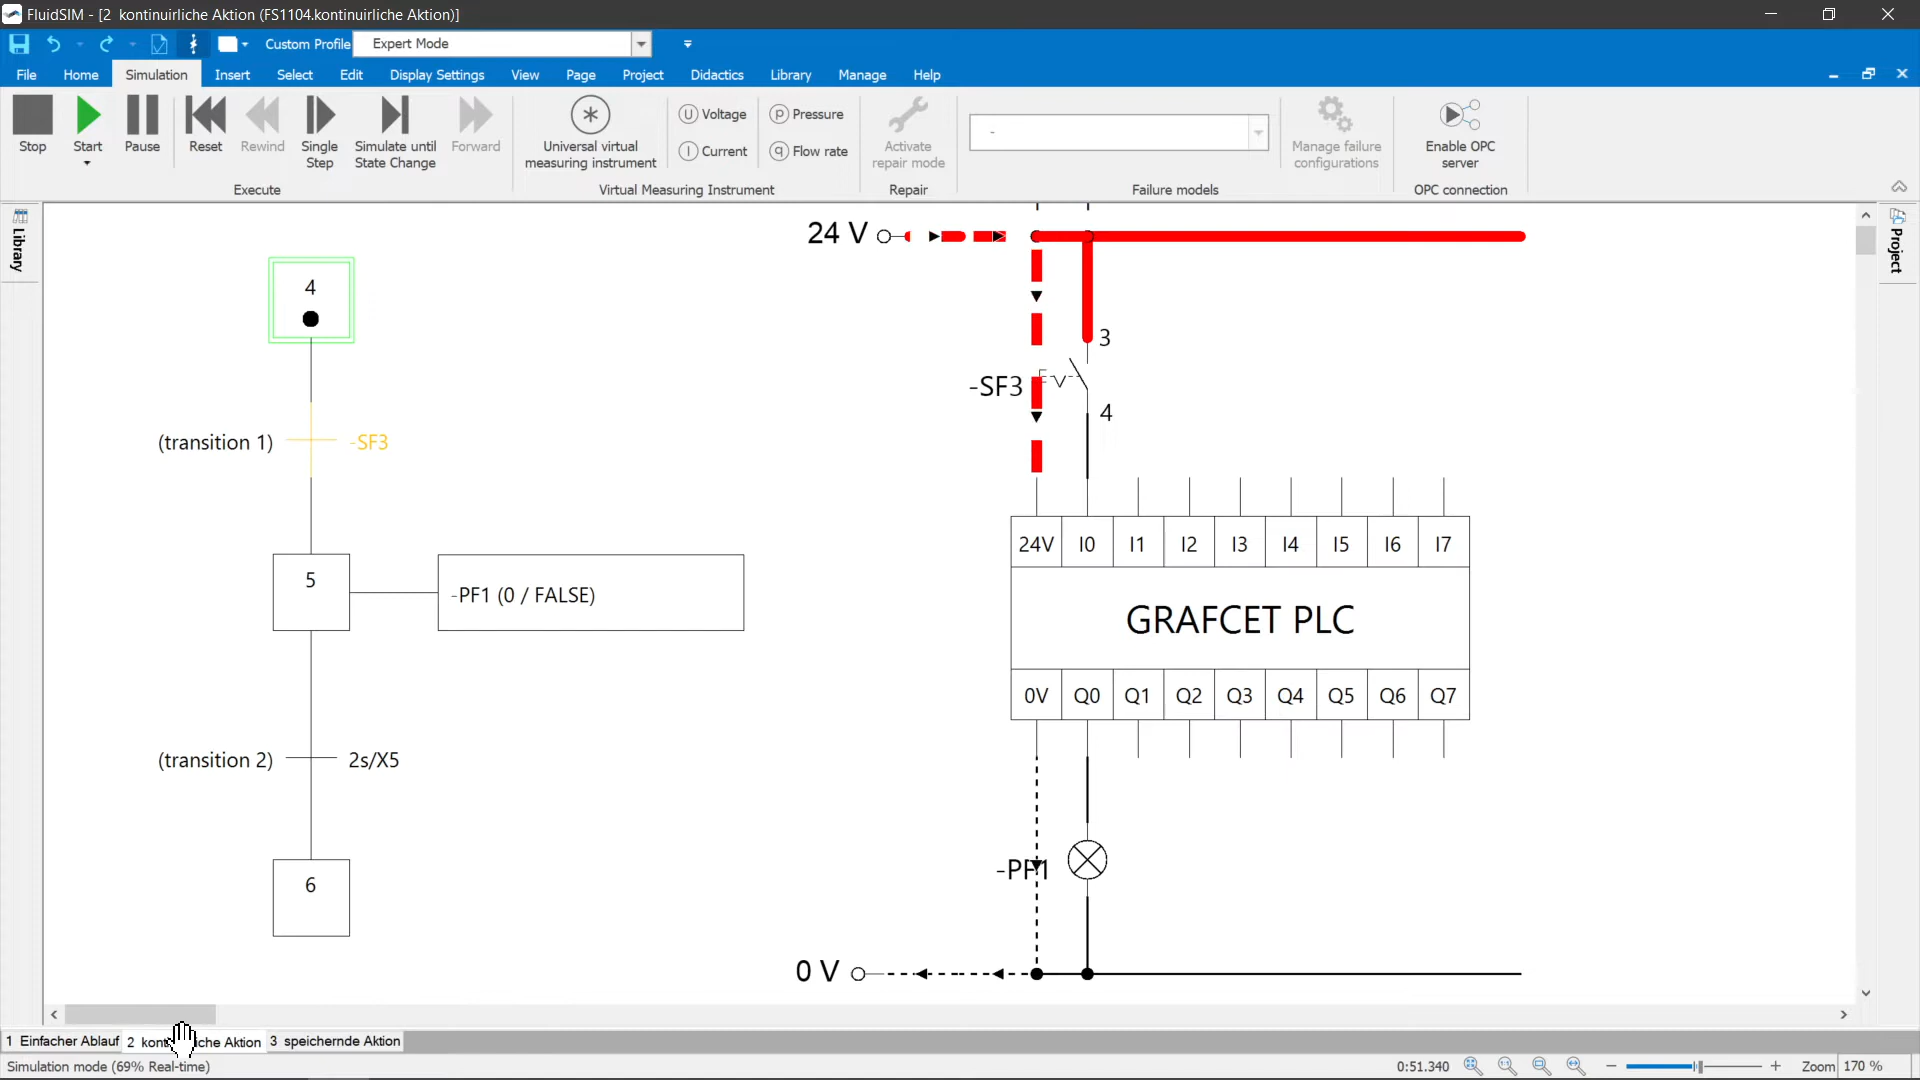 FluidSIM - [2  kontinuirliche Aktion (FS1104.kontinuirliche Aktion)]
Custom Profile Expert Mode
File Home Simulation Insert Select Edit Display Settings View Page Project Didactics Library Manage Help
Stop Start Pause Reset Rewind Single Step Simulate until State Change Forward
Execute
Universal virtual measuring instrument
U Voltage
I Current
p Pressure
q Flow rate
Virtual Measuring Instrument
Activate repair mode
Repair
-
Manage failure configurations
Failure models
Enable OPC server
OPC connection
Library
Project
24 V
4
3
-SF3
4
(transition 1) -SF3
24V I0 I1 I2 I3 I4 I5 I6 I7
5
-PF1 (0 / FALSE)
GRAFCET PLC
0V Q0 Q1 Q2 Q3 Q4 Q5 Q6 Q7
(transition 2) 2s/X5
-PF1
6
0 V
1 Einfacher Ablauf 2 kont che Aktion 3 speichernde Aktion
Simulation mode (69% Real-time) 0:51.340 Zoom 170 %